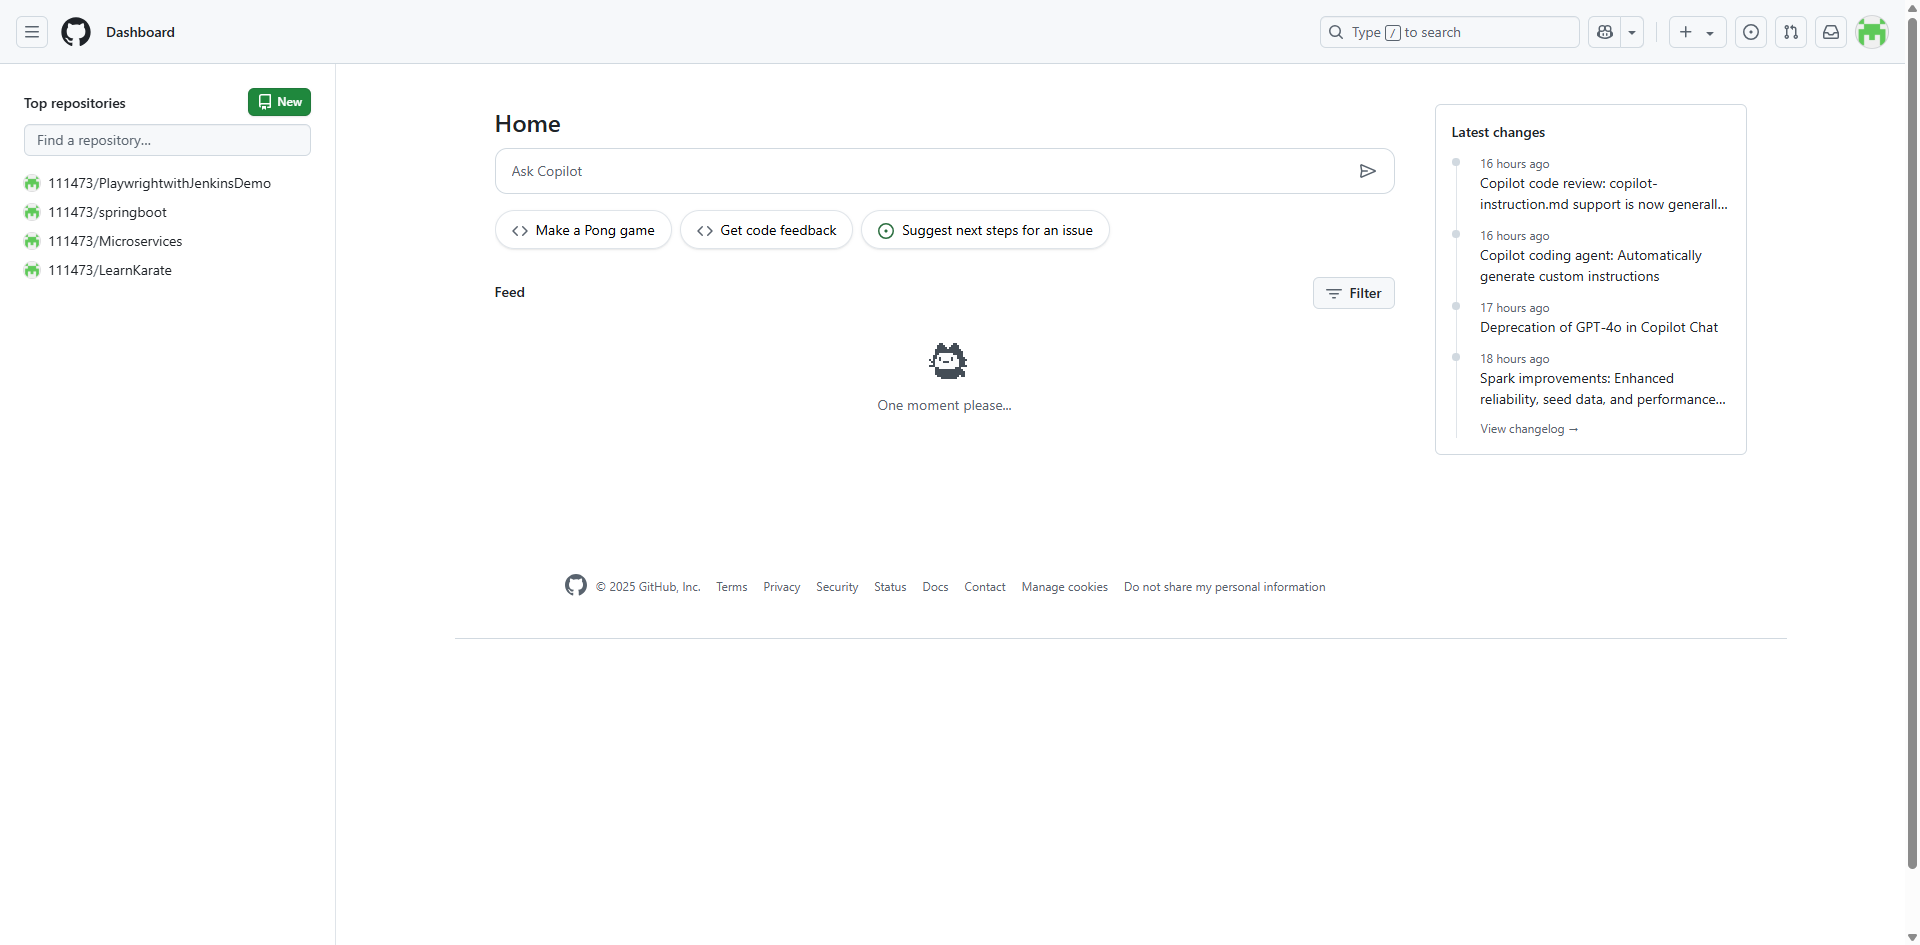 Dashboard
Type / to search
Top repositories
New
Find a repository...
111473/PlaywrightwithJenkinsDemo
111473/springboot
111473/Microservices
111473/LearnKarate
Home
Ask Copilot
Make a Pong game
Get code feedback
Suggest next steps for an issue
Feed
Filter
One moment please...
Latest changes
16 hours ago
Copilot code review: copilot-
instruction.md support is now generall...
16 hours ago
Copilot coding agent: Automatically
generate custom instructions
17 hours ago
Deprecation of GPT-4o in Copilot Chat
18 hours ago
Spark improvements: Enhanced
reliability, seed data, and performance...
View changelog →
© 2025 GitHub, Inc. Terms Privacy Security Status Docs Contact Manage cookies Do not share my personal information